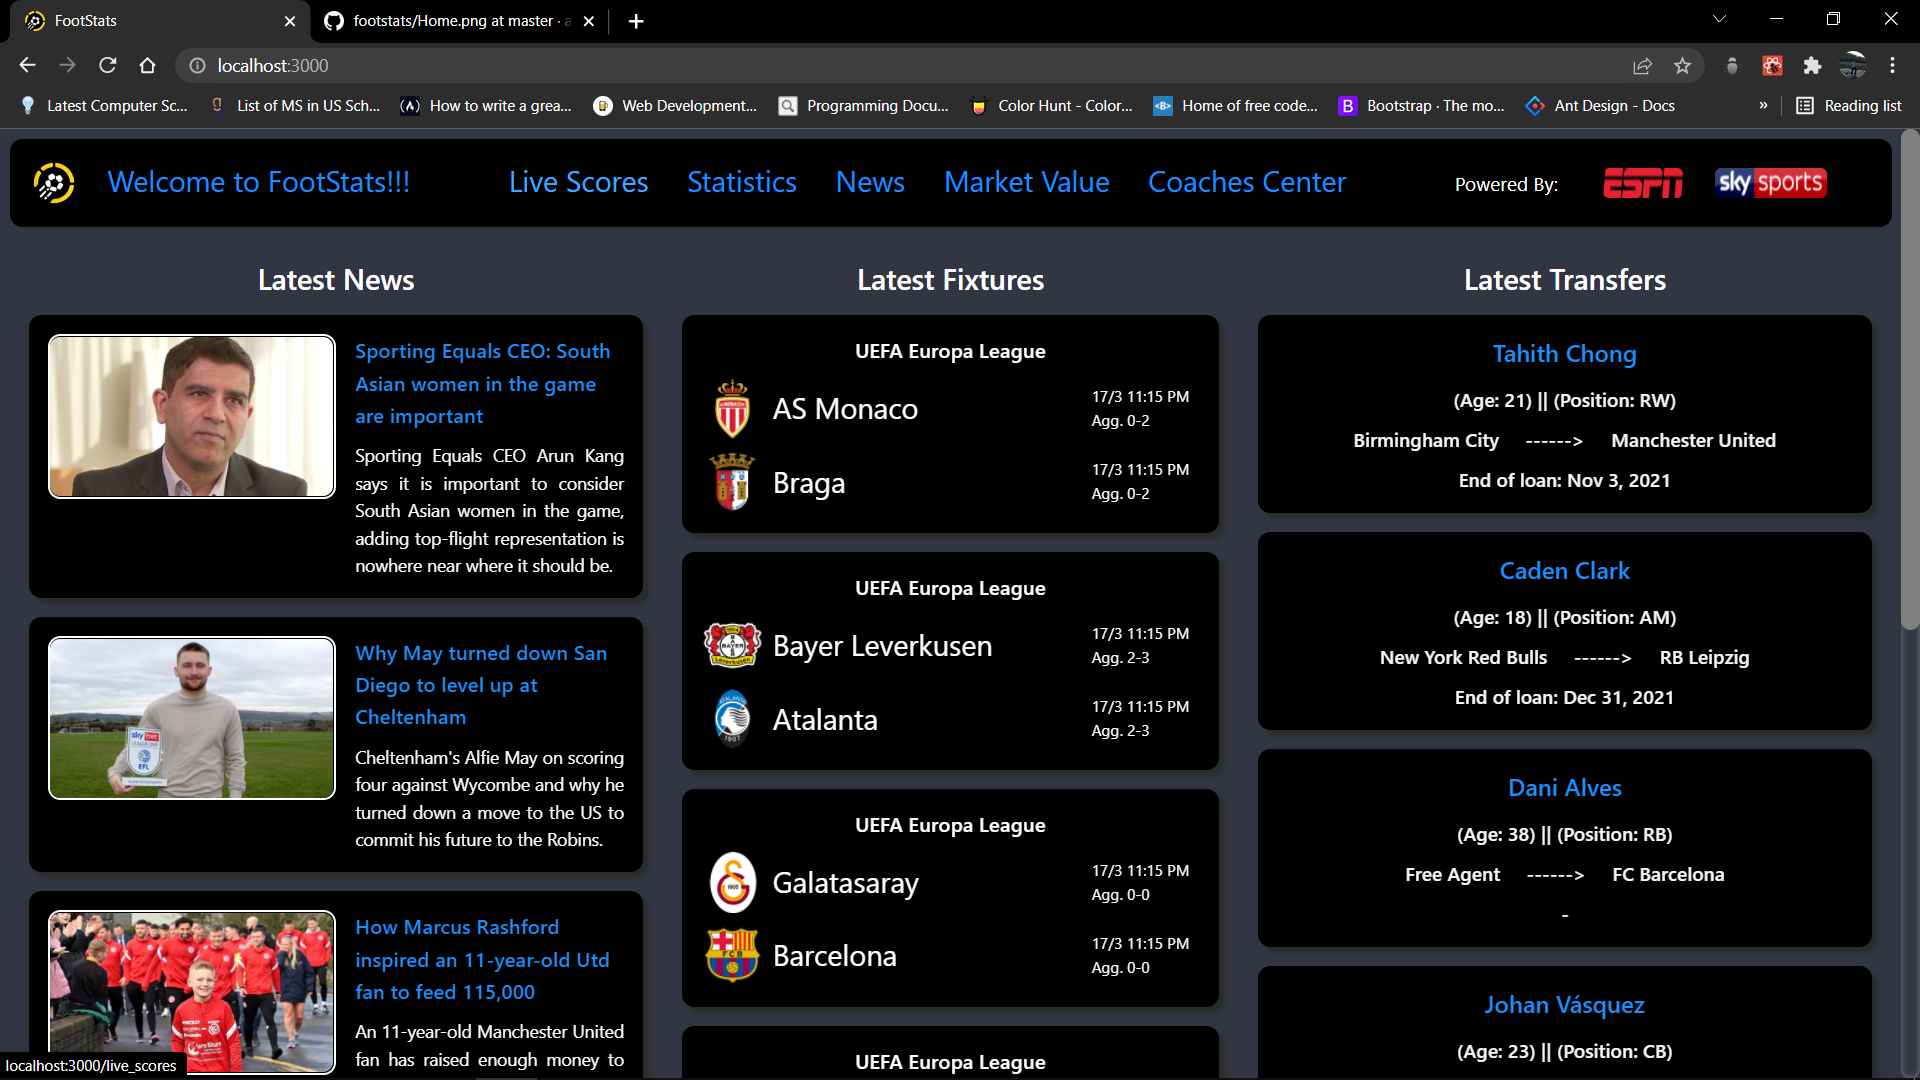 FootStats
footstats/Home.png at master · a
localhost:3000
Latest Computer Sc...
List of MS in US Sch...
How to write a grea...
Web Development...
Programming Docu...
Color Hunt - Color...
Home of free code...
Bootstrap · The mo...
Ant Design - Docs
»
Reading list
Welcome to FootStats!!!
Live Scores
Statistics
News
Market Value
Coaches Center
Powered By:
ESPN
sky sports
Latest News
Sporting Equals CEO: South
Asian women in the game
are important
Sporting Equals CEO Arun Kang
says it is important to consider
South Asian women in the game,
adding top-flight representation is
nowhere near where it should be.
Why May turned down San
Diego to level up at
Cheltenham
sky bet
EFL
Cheltenham's Alfie May on scoring
four against Wycombe and why he
turned down a move to the US to
commit his future to the Robins.
How Marcus Rashford
inspired an 11-year-old Utd
fan to feed 115,000
An 11-year-old Manchester United
fan has raised enough money to
Latest Fixtures
UEFA Europa League
AS Monaco
17/3 11:15 PM
Agg. 0-2
Braga
17/3 11:15 PM
Agg. 0-2
UEFA Europa League
Bayer Leverkusen
17/3 11:15 PM
Agg. 2-3
Atalanta
17/3 11:15 PM
Agg. 2-3
UEFA Europa League
Galatasaray
17/3 11:15 PM
Agg. 0-0
Barcelona
17/3 11:15 PM
Agg. 0-0
UEFA Europa League
Latest Transfers
Tahith Chong
(Age: 21) || (Position: RW)
Birmingham City ------> Manchester United
End of loan: Nov 3, 2021
Caden Clark
(Age: 18) || (Position: AM)
New York Red Bulls ------> RB Leipzig
End of loan: Dec 31, 2021
Dani Alves
(Age: 38) || (Position: RB)
Free Agent ------> FC Barcelona
-
Johan Vásquez
(Age: 23) || (Position: CB)
localhost:3000/live_scores